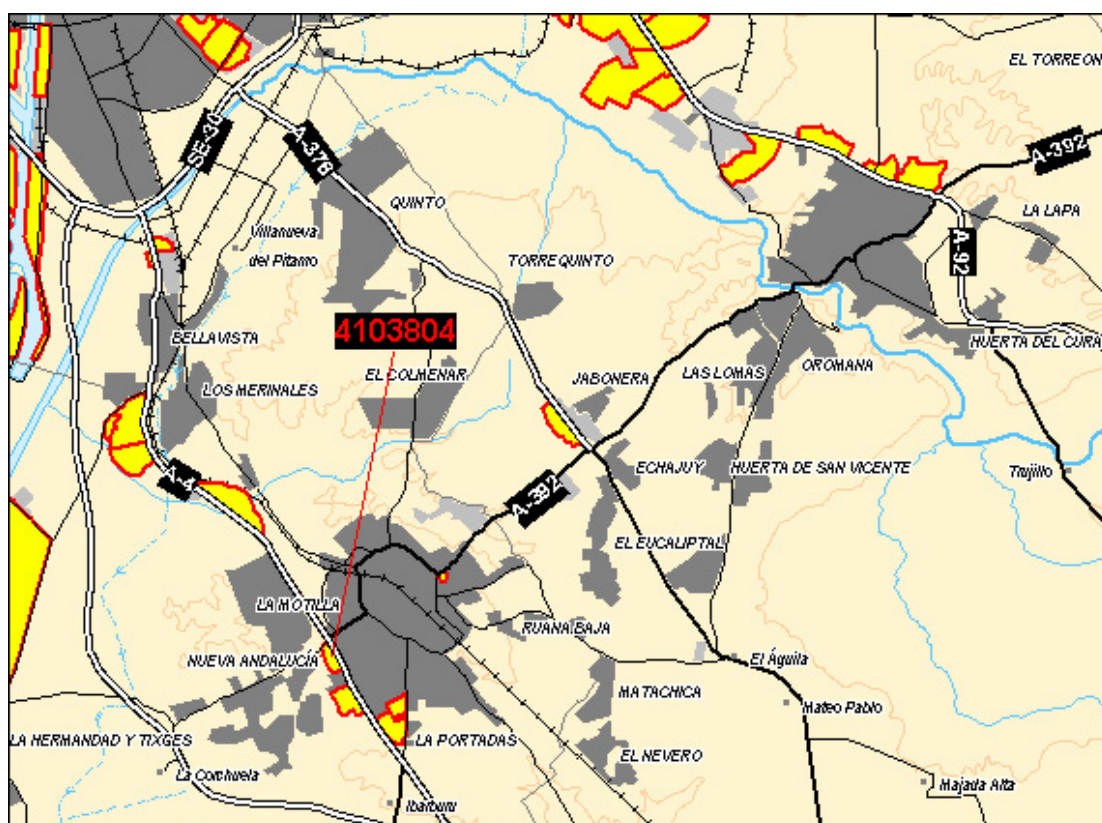 EL TORREON
SE-30
A-376
A-392
QUINTO
LA LAPA
Villanueva
del Pítamo
TORREQUINTO
A-92
4103804
BELLAVISTA
HUERTA DEL CURA
EL COLMENAR
JABONERA
LAS LOMAS
OROMANA
LOS MERINALES
A-4
ECHAJUY
HUERTA DE SAN VICENTE
Trujillo
A-392
EL EUCALIPTAL
LA MOTILLA
RUANA BAJA
NUEVA ANDALUCÍA
El Águila
MATACHICA
Mateo Pablo
LA HERMANDAD Y TIXGES
LA PORTADAS
EL NEVERO
La Corchuela
Majada Alta
Ibarburu